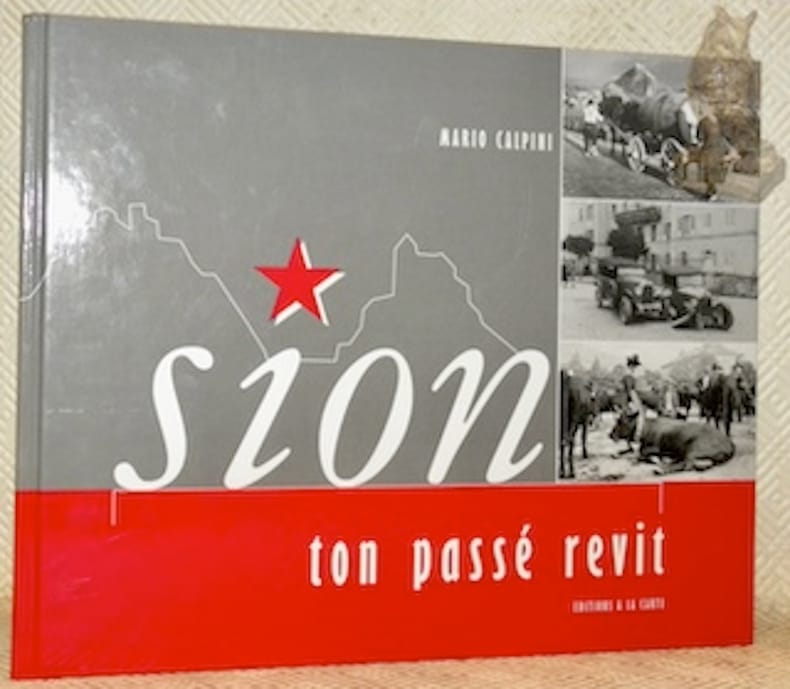 MARIO CALPINI
sion
ton passé revit
EDITIONS A LA CARTE